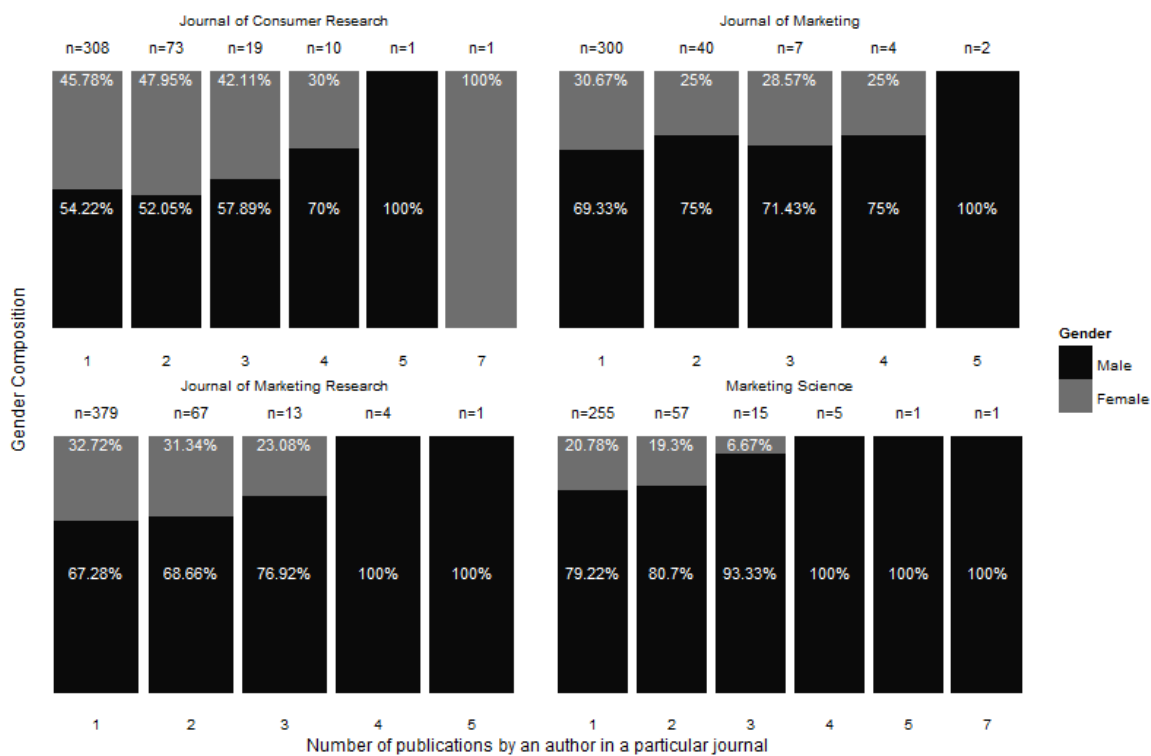 Journal of Consumer Research
n=308 n=73 n=19 n=10 n=1 n=1
45.78% 47.95% 42.11% 30% 100%
54.22% 52.05% 57.89% 70% 100%
1 2 3 4 5 7
Journal of Marketing
n=300 n=40 n=7 n=4 n=2
30.67% 25% 28.57% 25%
69.33% 75% 71.43% 75% 100%
1 2 3 4 5
Gender Composition
Journal of Marketing Research
n=379 n=67 n=13 n=4 n=1
32.72% 31.34% 23.08%
67.28% 68.66% 76.92% 100% 100%
1 2 3 4 5
Marketing Science
n=255 n=57 n=15 n=5 n=1 n=1
20.78% 19.3% 6.67%
79.22% 80.7% 93.33% 100% 100% 100%
1 2 3 4 5 7
Number of publications by an author in a particular journal
Gender
Male
Female